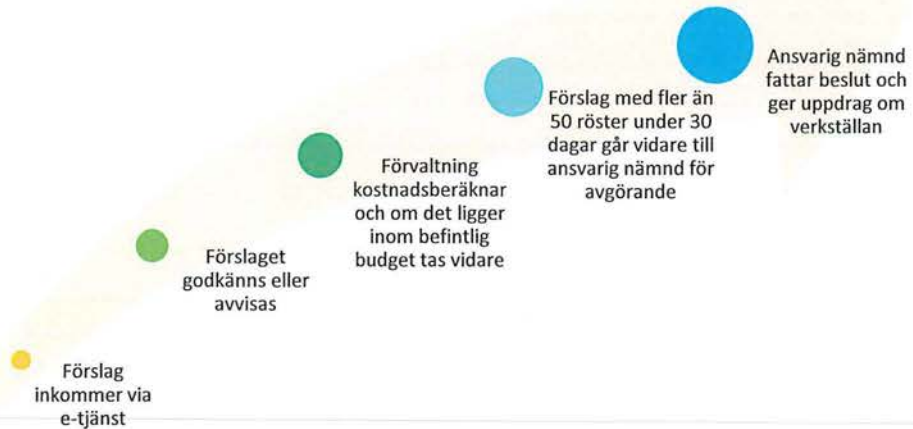 Förslag
inkommer via
e-tjänst
Förslaget
godkänns eller
avvisas
Förvaltning
kostnadsberäknar
och om det ligger
inom befintlig
budget tas vidare
Förslag med fler än
50 röster under 30
dagar går vidare till
ansvarig nämnd för
avgörande
Ansvarig nämnd
fattar beslut och
ger uppdrag om
verkställan